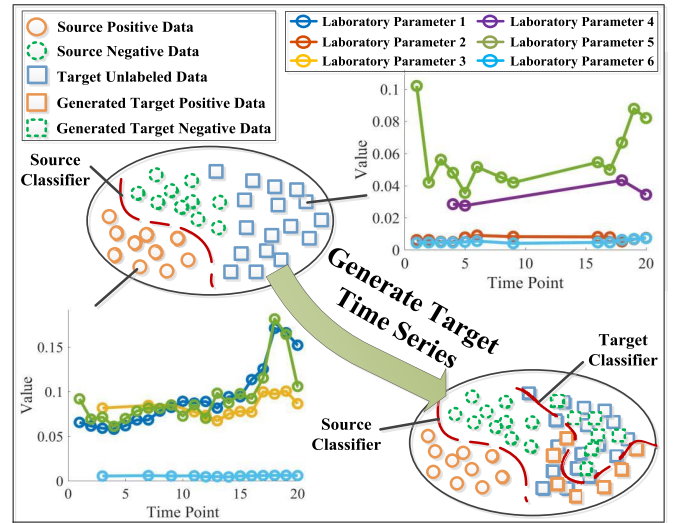 Source Positive Data
Source Negative Data
Target Unlabeled Data
Generated Target Positive Data
Generated Target Negative Data
Laboratory Parameter 1
Laboratory Parameter 2
Laboratory Parameter 3
Laboratory Parameter 4
Laboratory Parameter 5
Laboratory Parameter 6
Source
Classifier
Value
0.1
0.08
0.06
0.04
0.02
0
0 5 10 15 20
Time Point
Generate Target
Time Series
Value
0.15
0.1
0.05
0
0 5 10 15 20
Time Point
Target
Classifier
Source
Classifier